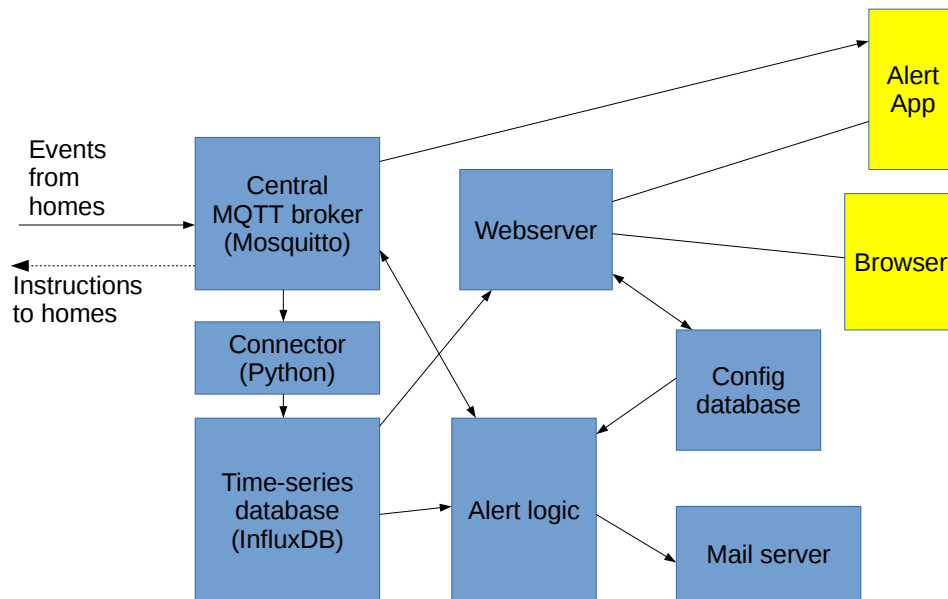 Events
from
homes
Instructions
to homes
Central
MQTT broker
(Mosquitto)
Connector
(Python)
Time-series
database
(InfluxDB)
Webserver
Alert logic
Config
database
Mail server
Alert
App
Browser